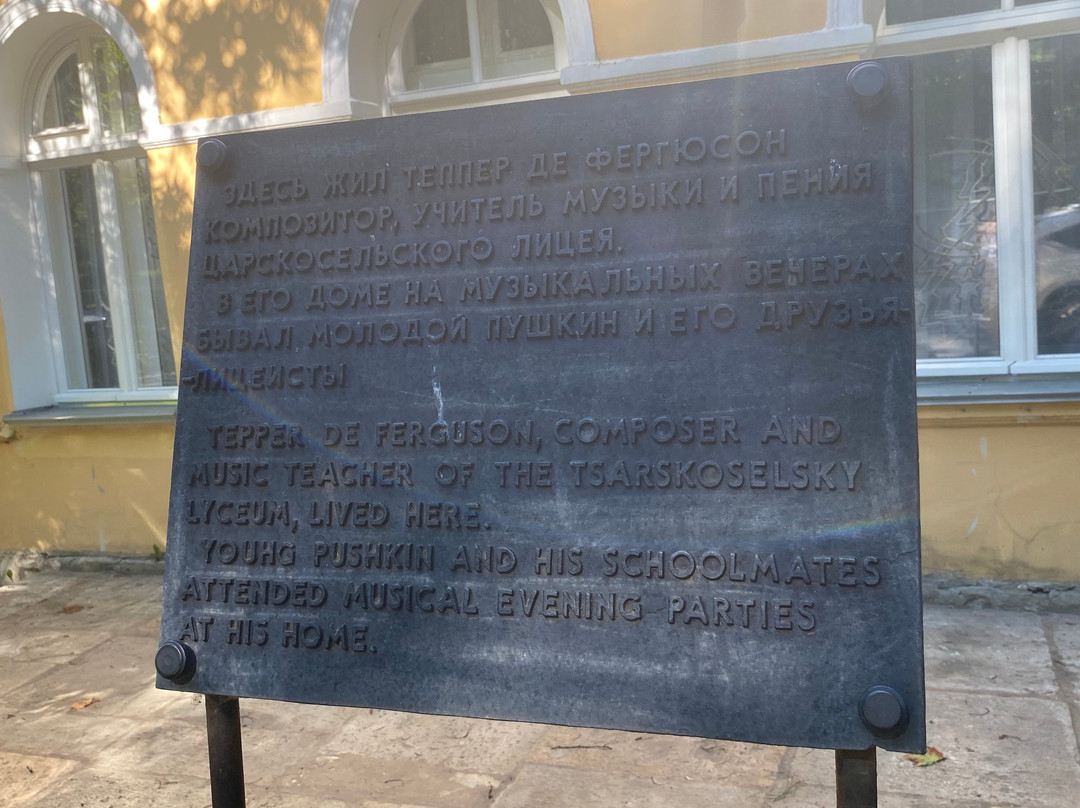 ЗДЕСЬ ЖИЛ ТЕППЕР ДЕ ФЕРГЮСОН
КОМПОЗИТОР, УЧИТЕЛЬ МУЗЫКИ И ПЕНИЯ
ЦАРСКОСЕЛЬСКОГО ЛИЦЕЯ.
В ЕГО ДОМЕ НА МУЗЫКАЛЬНЫХ ВЕЧЕРАХ
БЫВАЛ МОЛОДОЙ ПУШКИН И ЕГО ДРУЗЬЯ-
-ЛИЦЕИСТЫ
TEPPER DE FERGUSON, COMPOSER AND
MUSIC TEACHER OF THE TSARSKOSELSKY
LYCEUM, LIVED HERE.
YOUHG PUSHKIN AND HIS SCHOOLMATES
ATTENDED MUSICAL EVENING PARTIES
AT HIS HOME.